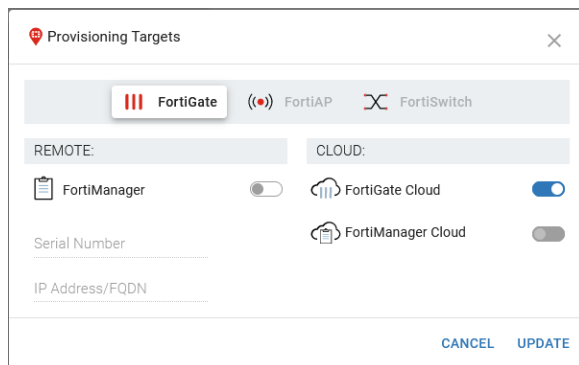 Provisioning Targets
FortiGate FortiAP FortiSwitch
REMOTE:
FortiManager
Serial Number
IP Address/FQDN
CLOUD:
FortiGate Cloud
FortiManager Cloud
CANCEL UPDATE